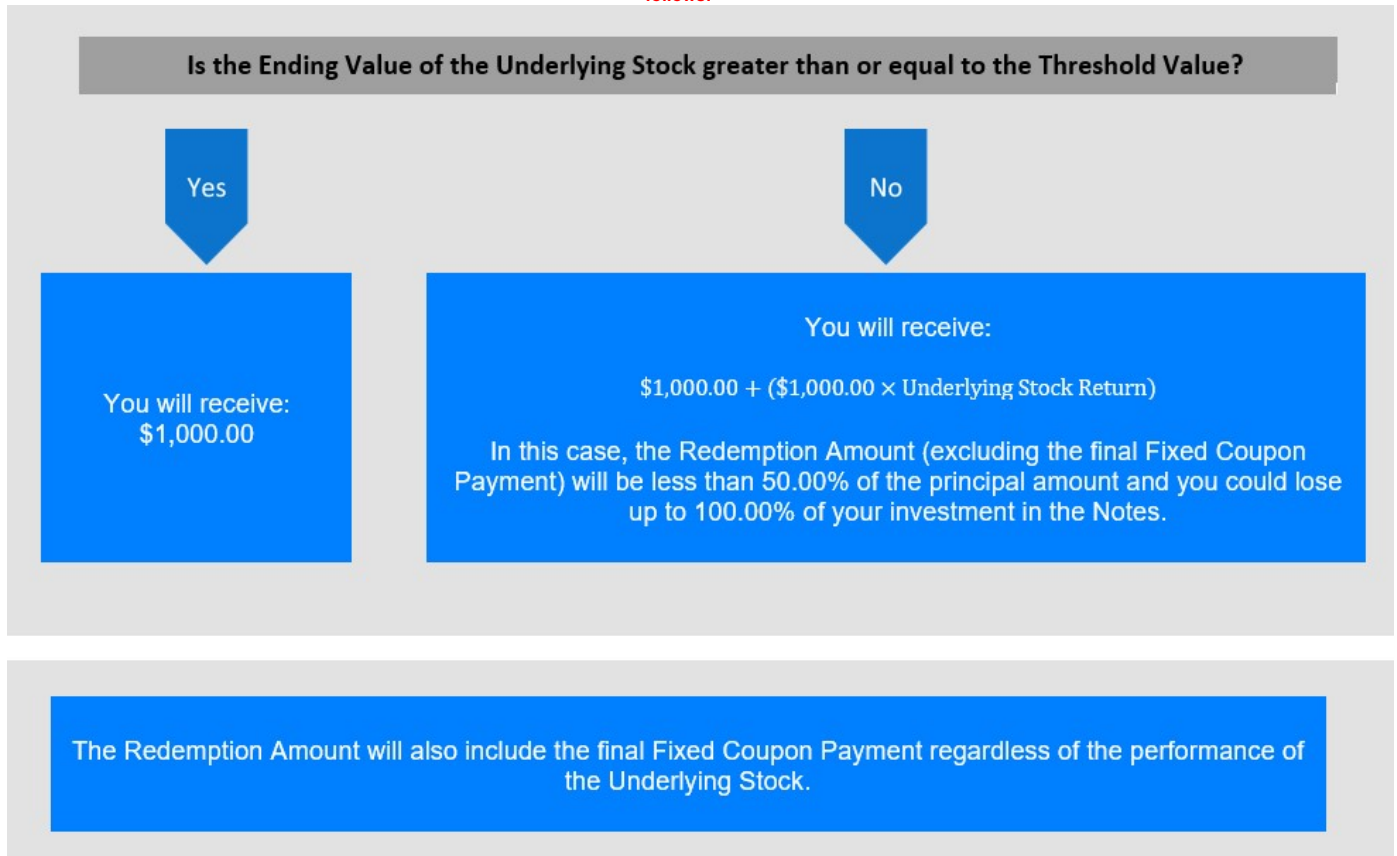 Is the Ending Value of the Underlying Stock greater than or equal to the Threshold Value?
Yes
No
You will receive:
$1,000.00
You will receive:
$1,000.00 + ($1,000.00 × Underlying Stock Return)
In this case, the Redemption Amount (excluding the final Fixed Coupon
Payment) will be less than 50.00% of the principal amount and you could lose
up to 100.00% of your investment in the Notes.
The Redemption Amount will also include the final Fixed Coupon Payment regardless of the performance of
the Underlying Stock.